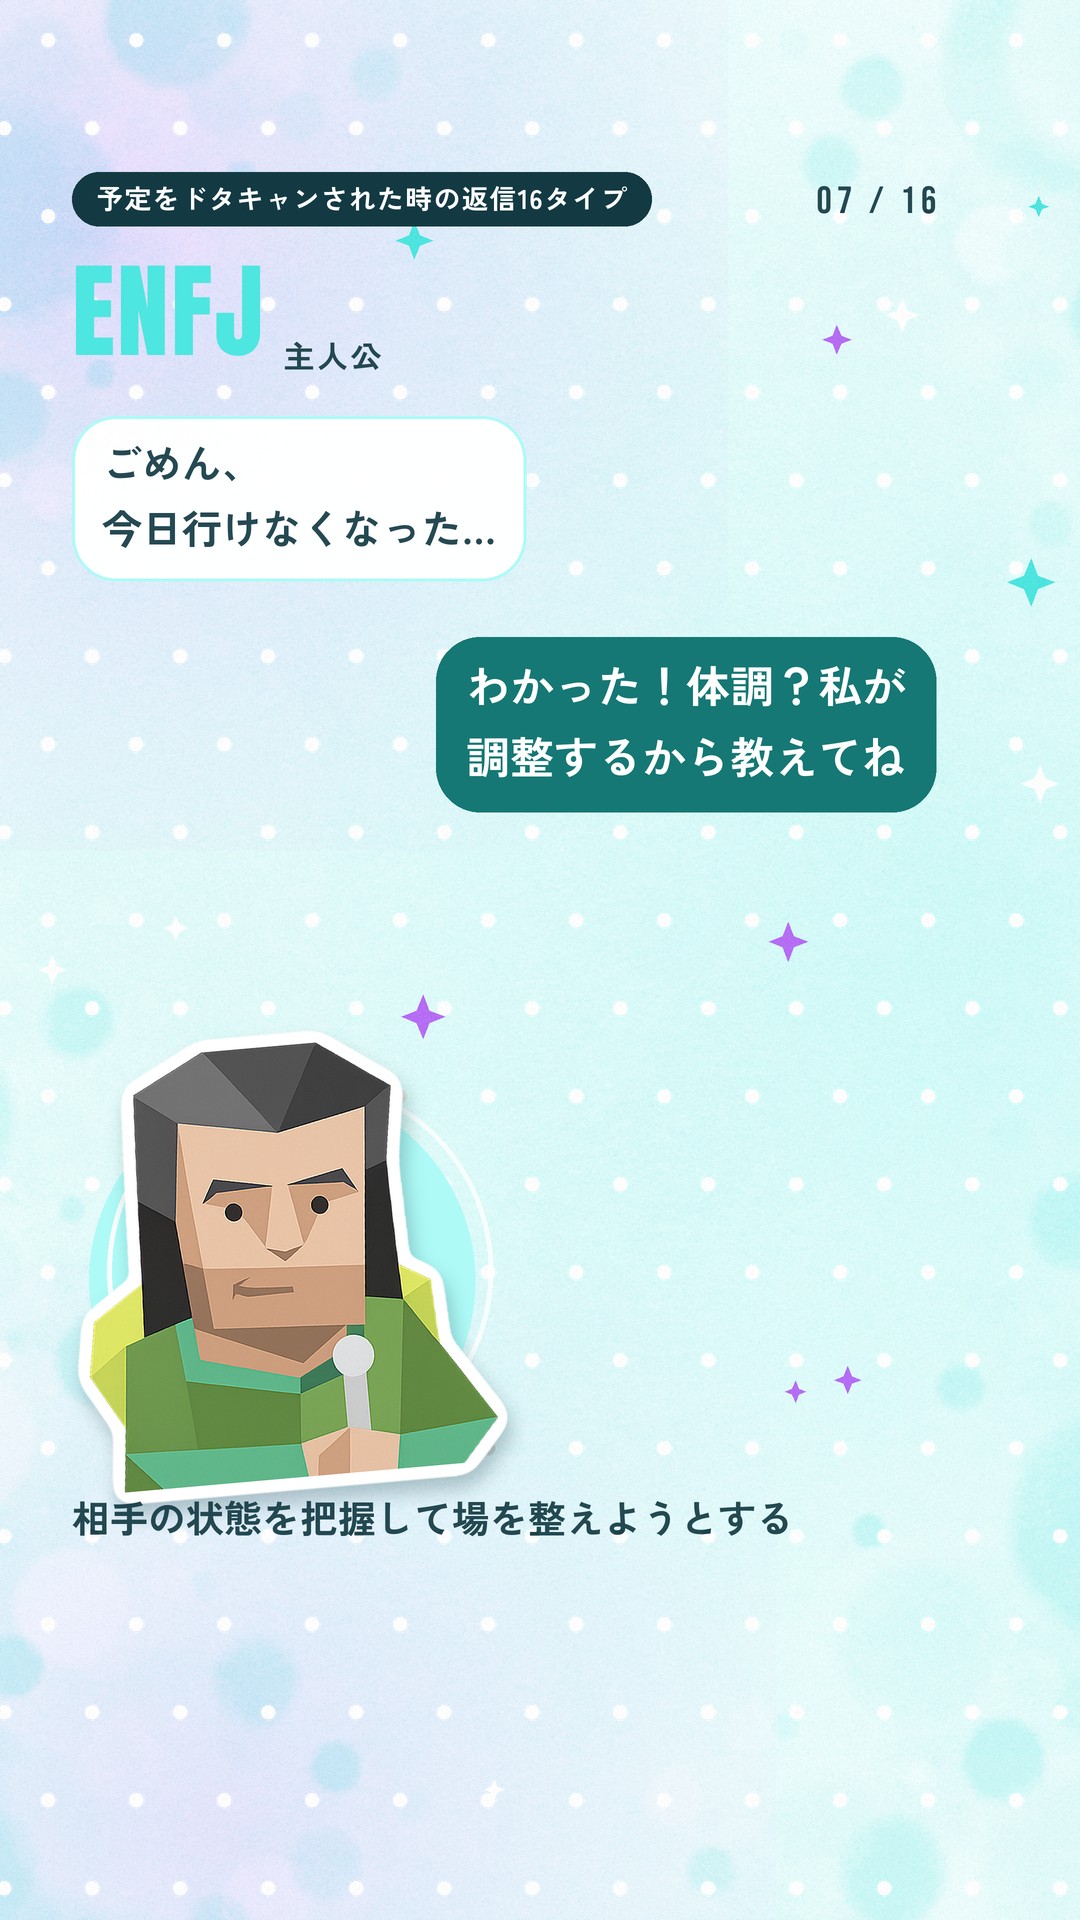 予定をドタキャンされた時の返信16タイプ
07 / 16
ENFJ 主人公
ごめん、
今日行けなくなった…
わかった！体調？私が
調整するから教えてね
相手の状態を把握して場を整えようとする